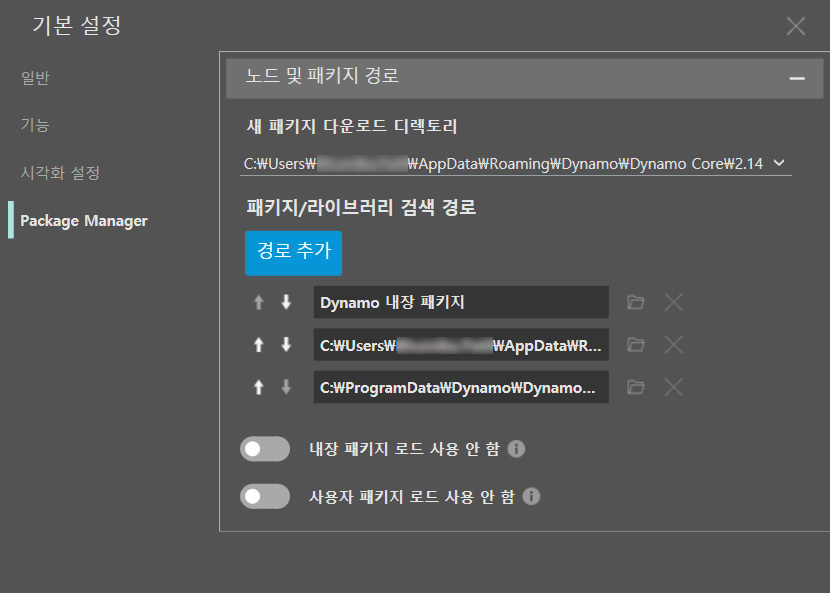 기본 설정
일반
기능
시각화 설정
Package Manager
노드 및 패키지 경로
새 패키지 다운로드 디렉토리
C:₩Users₩ ₩AppData₩Roaming₩Dynamo₩Dynamo Core₩2.14
패키지/라이브러리 검색 경로
경로 추가
Dynamo 내장 패키지
C:₩Users₩ ₩AppData₩R...
C:₩ProgramData₩Dynamo₩Dynamo...
내장 패키지 로드 사용 안 함
사용자 패키지 로드 사용 안 함